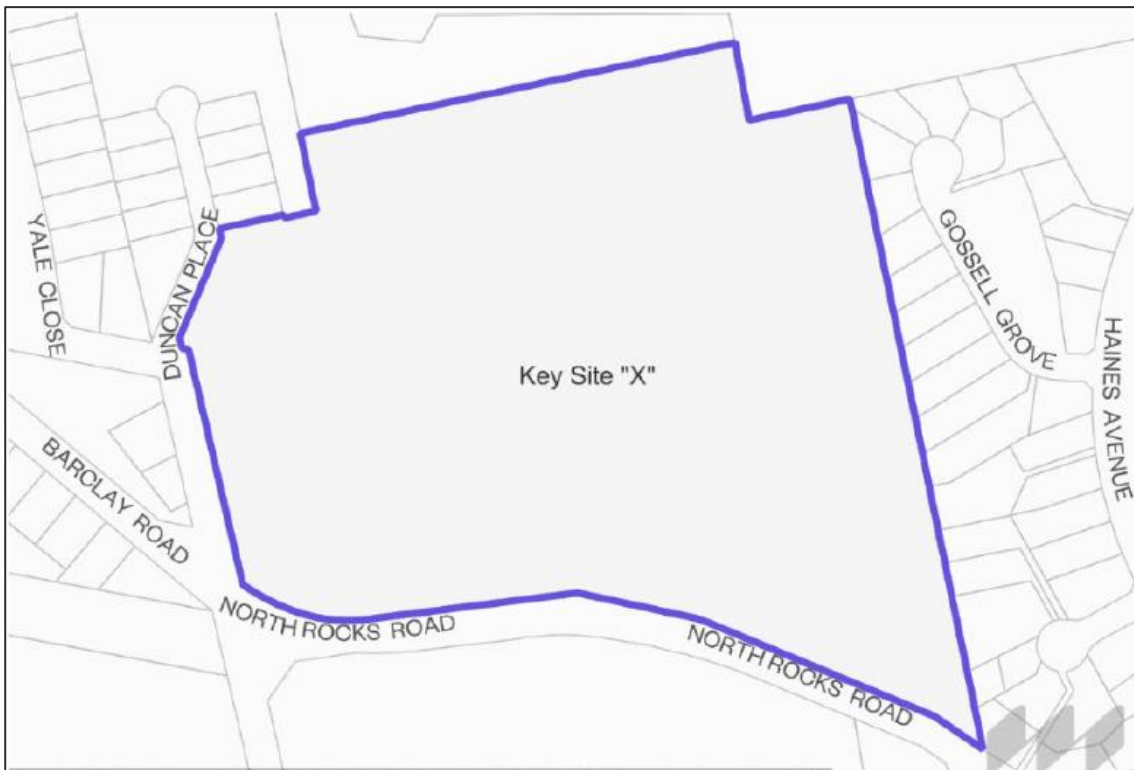 YALE CLOSE
DUNCAN PLACE
BARCLAY ROAD
Key Site "X"
GOSSELL GROVE
HAINES AVENUE
NORTH ROCKS ROAD
NORTH ROCKS ROAD